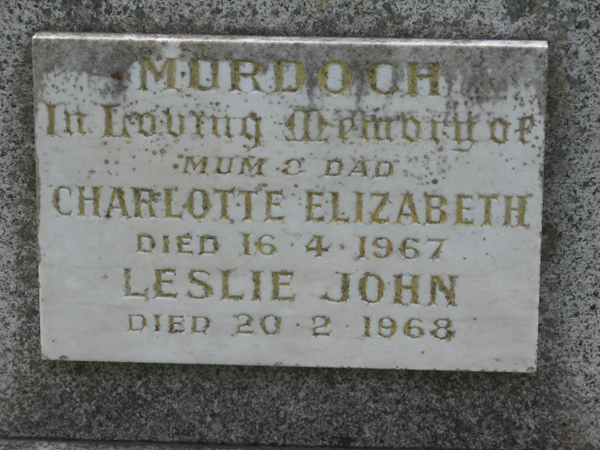 MURDOCH
In Loving Memory of
MUM & DAD
CHARLOTTE ELIZABETH
DIED 16·4·1967
LESLIE JOHN
DIED 20·2·1968